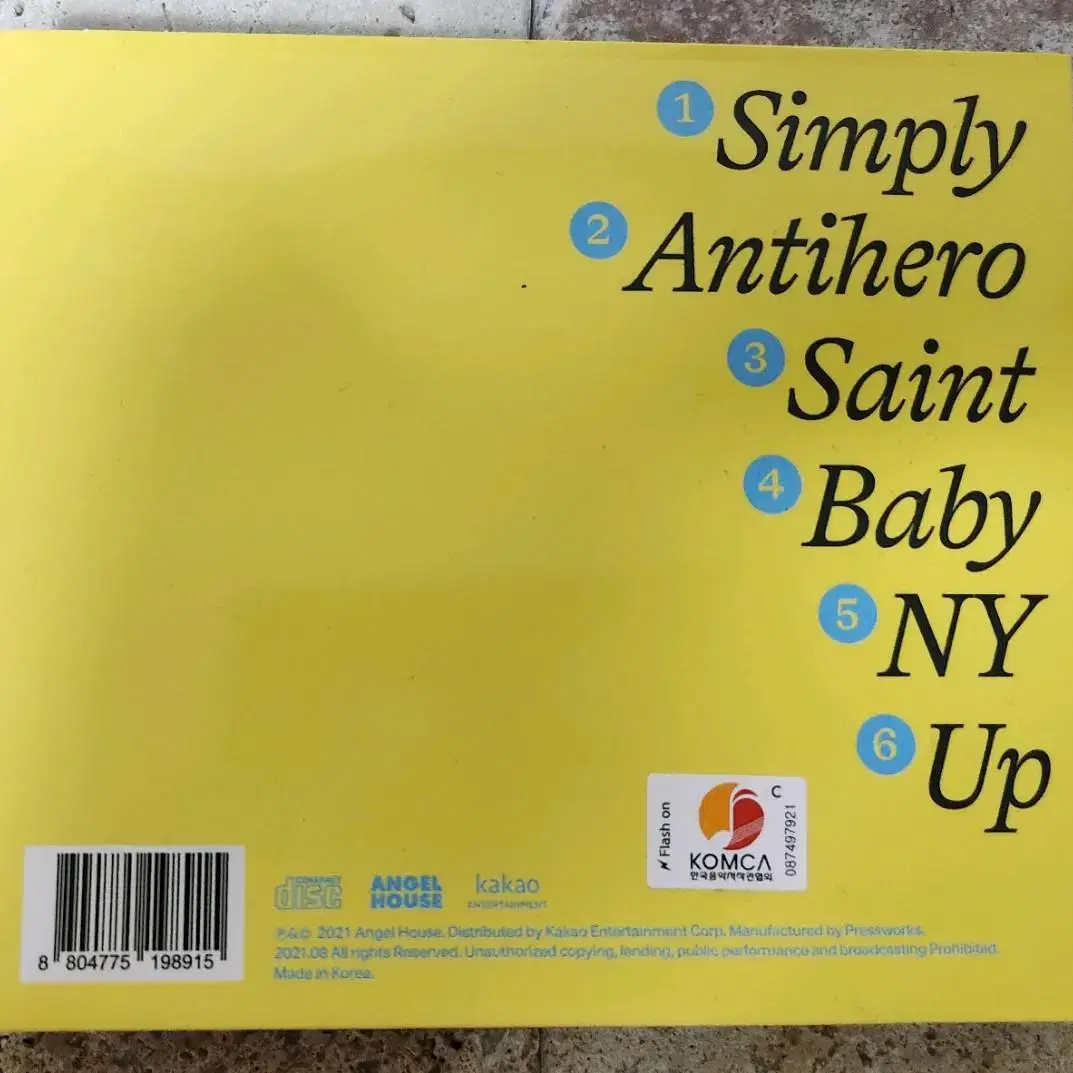 1 Simply
2 Antihero
3 Saint
4 Baby
5 NY
6 Up
Flash on
C
KOMCA
한국음악저작권협회
087497921
8 804775 198915
COMPACT
disc
ANGEL
HOUSE
kakao
ENTERTAINMENT
℗&© 2021 Angel House. Distributed by Kakao Entertainment Corp. Manufactured by Pressworks.
2021.08 All rights Reserved. Unauthorized copying, lending, public performance and broadcasting Prohibited.
Made in Korea.